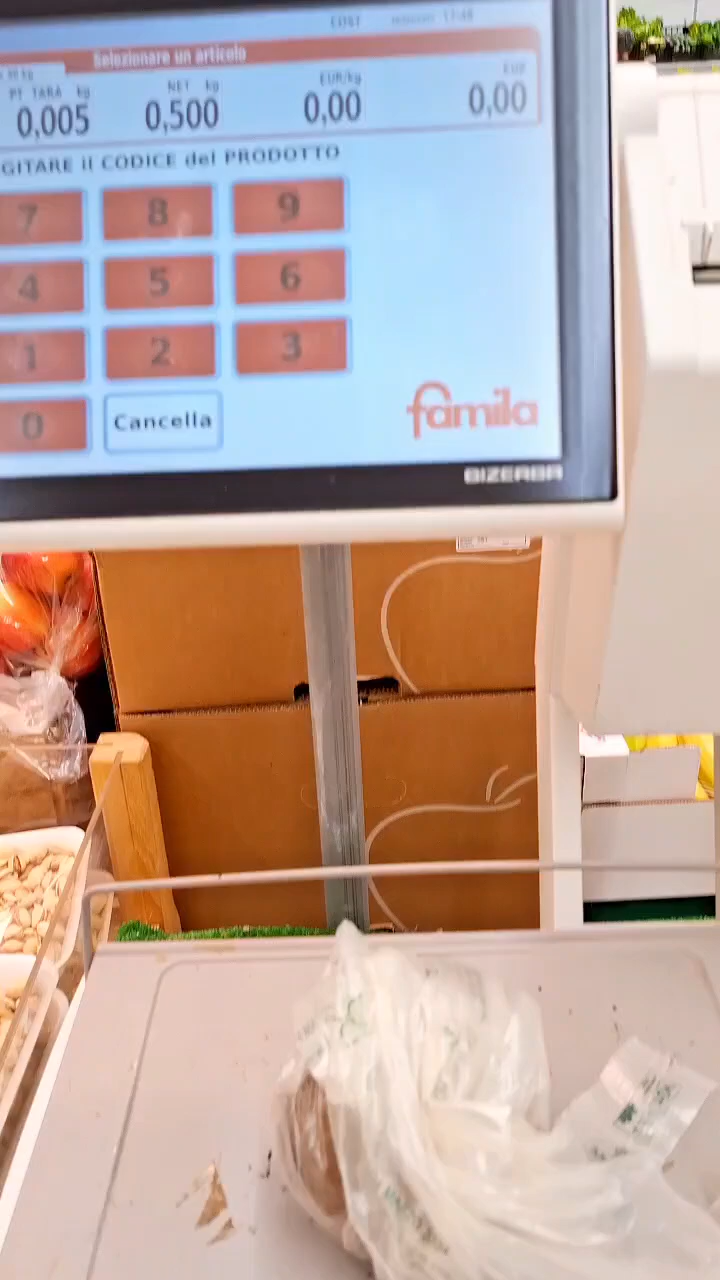 Selezionare un articolo
PT TARA kg
NET kg
EUR/kg
EUR
0,005
0,500
0,00
0,00
GITARE il CODICE del PRODOTTO
7 8 9
4 5 6
1 2 3
0 Cancella
famila
BIZERBA